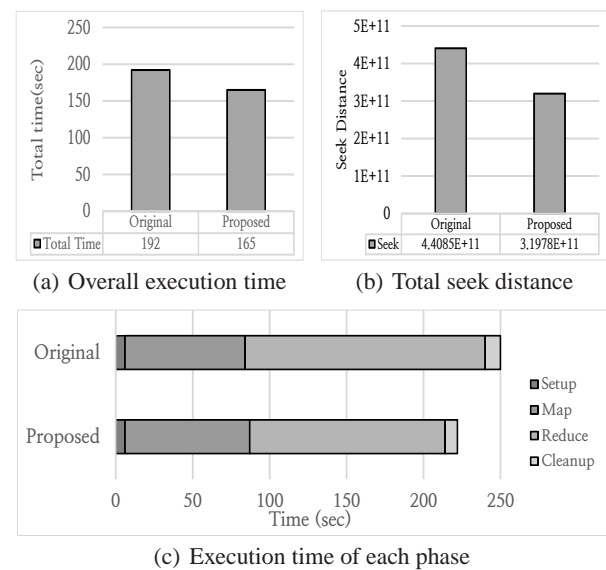 250
200
150
100
50
0
Total time(sec)
Original Proposed
Total Time 192 165
(a) Overall execution time
5E+11
4E+11
3E+11
2E+11
1E+11
0
Seek Distance
Original Proposed
Seek 4.4085E+11 3.1978E+11
(b) Total seek distance
Original
Proposed
0 50 100 150 200 250
Time (sec)
Setup
Map
Reduce
Cleanup
(c) Execution time of each phase